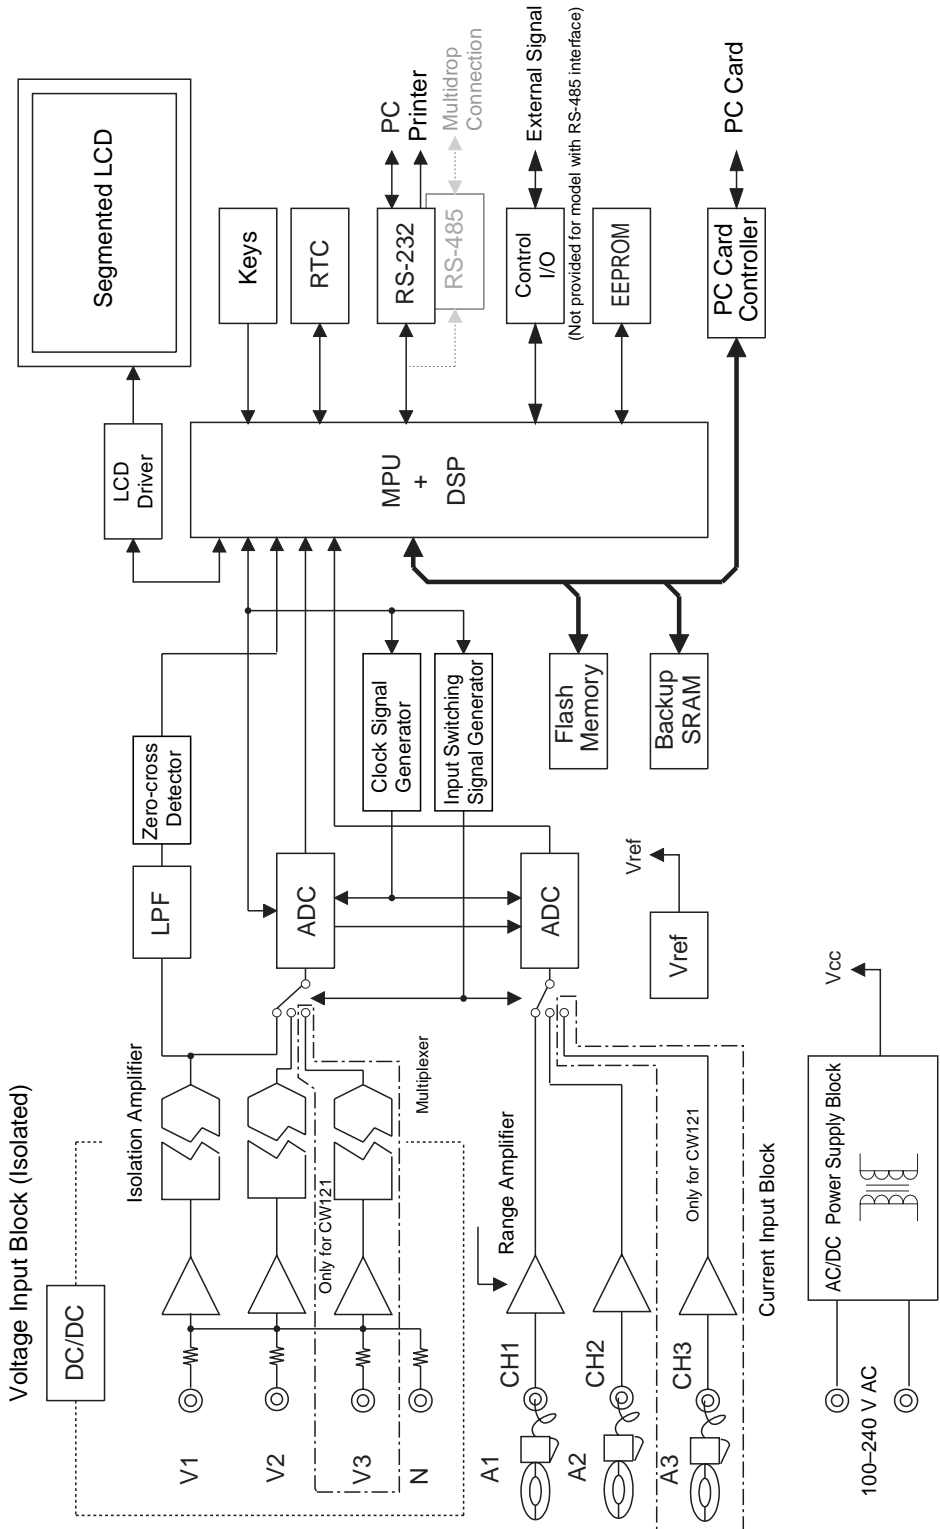 Voltage Input Block (Isolated)
DC/DC
Isolation Amplifier
V1
V2
V3
N
Only for CW121
Multiplexer
LPF
Zero-cross
Detector
LCD
Driver
Segmented LCD
Keys
RTC
RS-232
RS-485
PC
Printer
Multidrop
Connection
Control
I/O
External Signal
(Not provided for model with RS-485 interface)
EEPROM
PC Card
Controller
PC Card
MPU
+
DSP
ADC
ADC
Clock Signal
Generator
Input Switching
Signal Generator
Flash
Memory
Backup
SRAM
Vref
Vref
Range Amplifier
A1
CH1
A2
CH2
A3
CH3
Only for CW121
Current Input Block
AC/DC Power Supply Block
Vcc
100–240 V AC